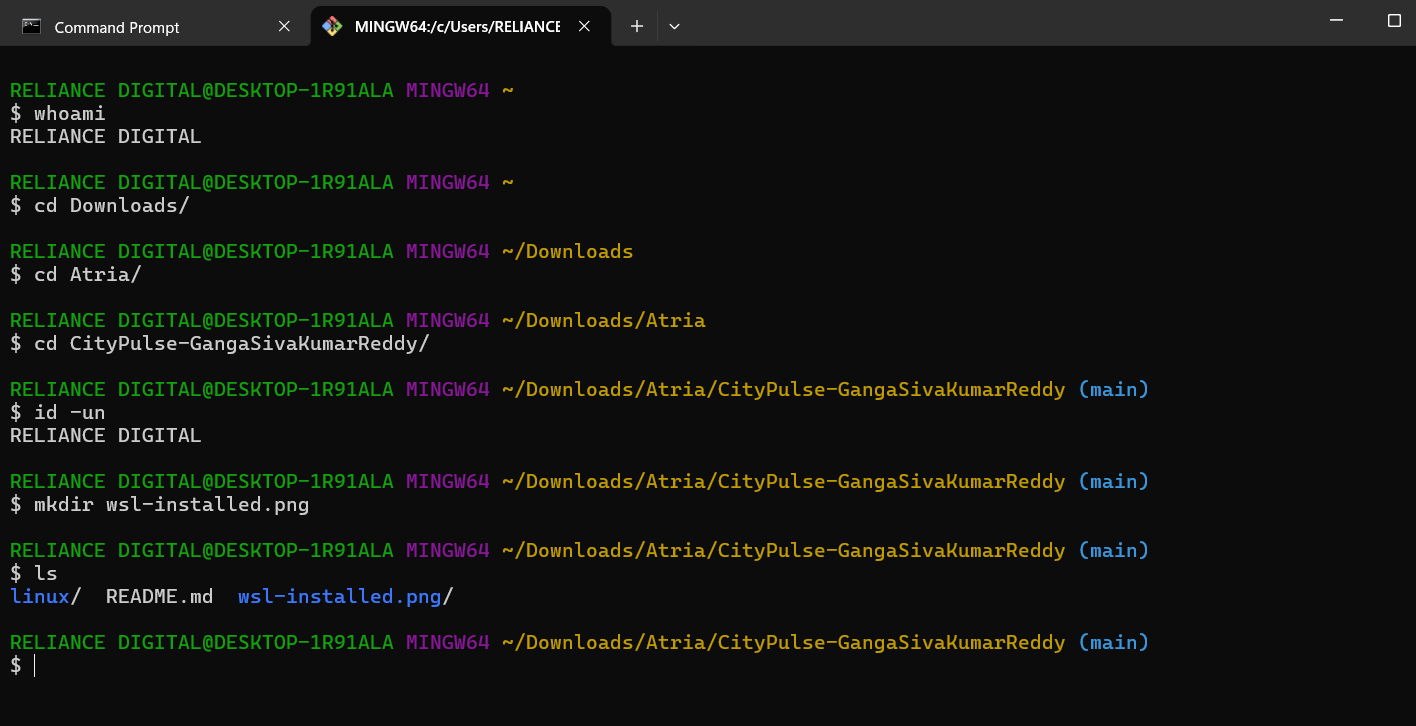 Command Prompt
MINGW64:/c/Users/RELIANCE
RELIANCE DIGITAL@DESKTOP-1R91ALA MINGW64 ~
$ whoami
RELIANCE DIGITAL
RELIANCE DIGITAL@DESKTOP-1R91ALA MINGW64 ~
$ cd Downloads/
RELIANCE DIGITAL@DESKTOP-1R91ALA MINGW64 ~/Downloads
$ cd Atria/
RELIANCE DIGITAL@DESKTOP-1R91ALA MINGW64 ~/Downloads/Atria
$ cd CityPulse-GangaSivaKumarReddy/
RELIANCE DIGITAL@DESKTOP-1R91ALA MINGW64 ~/Downloads/Atria/CityPulse-GangaSivaKumarReddy (main)
$ id -un
RELIANCE DIGITAL
RELIANCE DIGITAL@DESKTOP-1R91ALA MINGW64 ~/Downloads/Atria/CityPulse-GangaSivaKumarReddy (main)
$ mkdir wsl-installed.png
RELIANCE DIGITAL@DESKTOP-1R91ALA MINGW64 ~/Downloads/Atria/CityPulse-GangaSivaKumarReddy (main)
$ ls
linux/  README.md  wsl-installed.png/
RELIANCE DIGITAL@DESKTOP-1R91ALA MINGW64 ~/Downloads/Atria/CityPulse-GangaSivaKumarReddy (main)
$